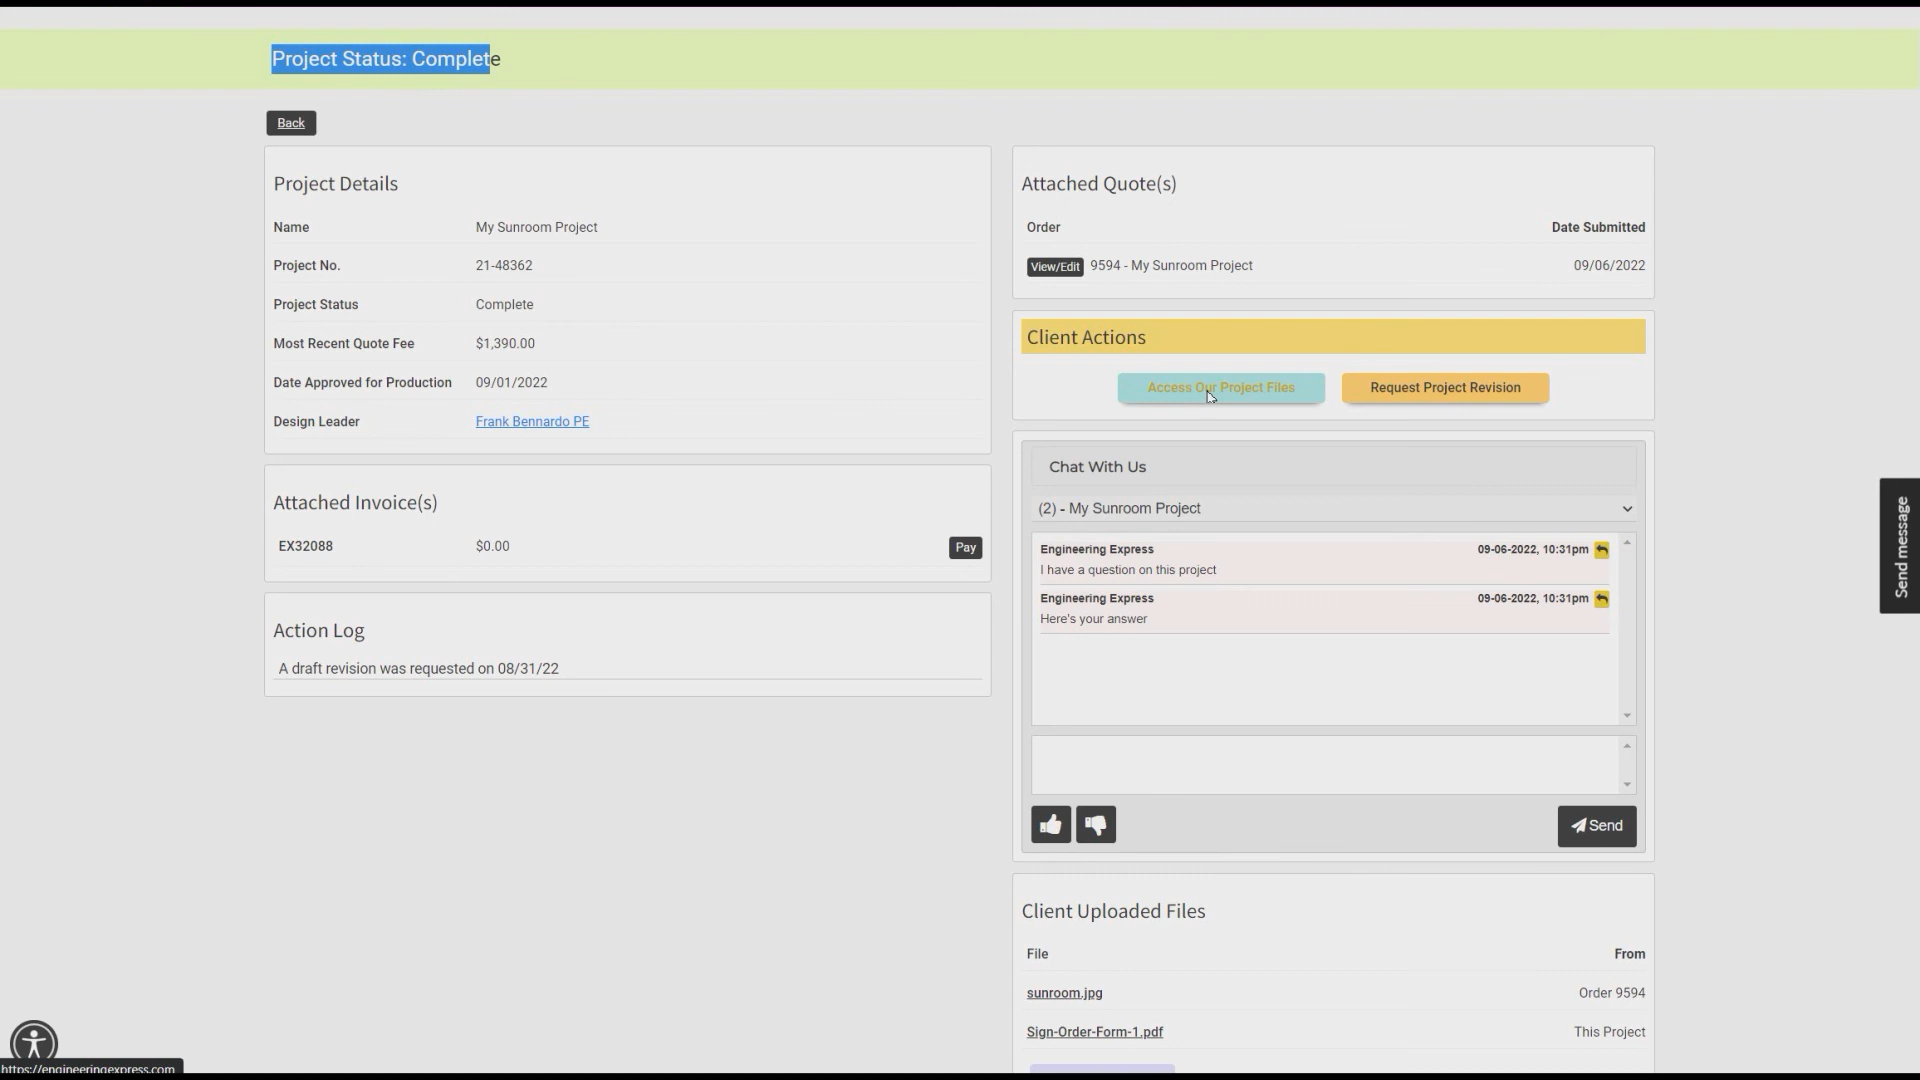 Project Status: Complete
Back
Project Details
Name My Sunroom Project
Project No. 21-48362
Project Status Complete
Most Recent Quote Fee $1,390.00
Date Approved for Production 09/01/2022
Design Leader Frank Bennardo PE
Attached Invoice(s)
EX32088 $0.00 Pay
Action Log
A draft revision was requested on 08/31/22
Attached Quote(s)
Order Date Submitted
View/Edit 9594 - My Sunroom Project 09/06/2022
Client Actions
Access Our Project Files Request Project Revision
Chat With Us
(2) - My Sunroom Project
Engineering Express 09-06-2022, 10:31pm
I have a question on this project
Engineering Express 09-06-2022, 10:31pm
Here's your answer
Send
Client Uploaded Files
File From
sunroom.jpg Order 9594
Sign-Order-Form-1.pdf This Project
Send message
https://engineeringexpress.com